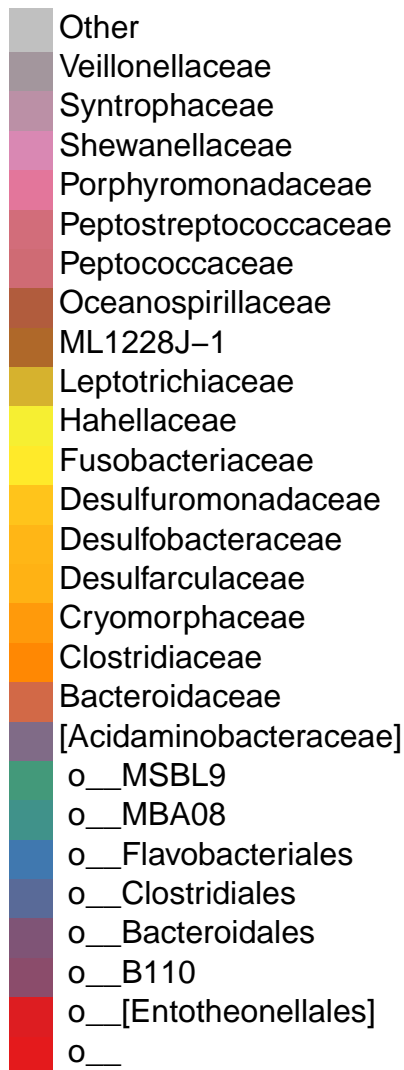 Other
Veillonellaceae
Syntrophaceae
Shewanellaceae
Porphyromonadaceae
Peptostreptococcaceae
Peptococcaceae
Oceanospirillaceae
ML1228J−1
Leptotrichiaceae
Hahellaceae
Fusobacteriaceae
Desulfuromonadaceae
Desulfobacteraceae
Desulfarculaceae
Cryomorphaceae
Clostridiaceae
Bacteroidaceae
[Acidaminobacteraceae]
o__MSBL9
o__MBA08
o__Flavobacteriales
o__Clostridiales
o__Bacteroidales
o__B110
o__[Entotheonellales]
o__